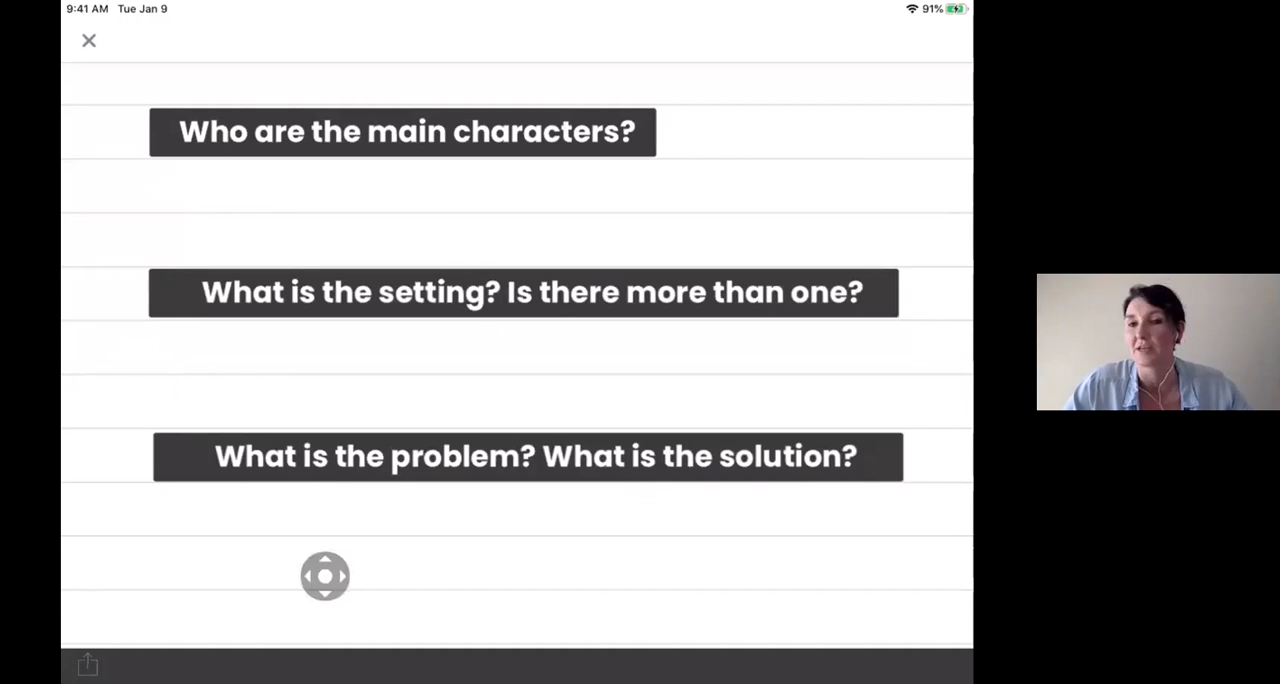 9:41 AM Tue Jan 9
91%
Who are the main characters?
What is the setting? Is there more than one?
What is the problem? What is the solution?